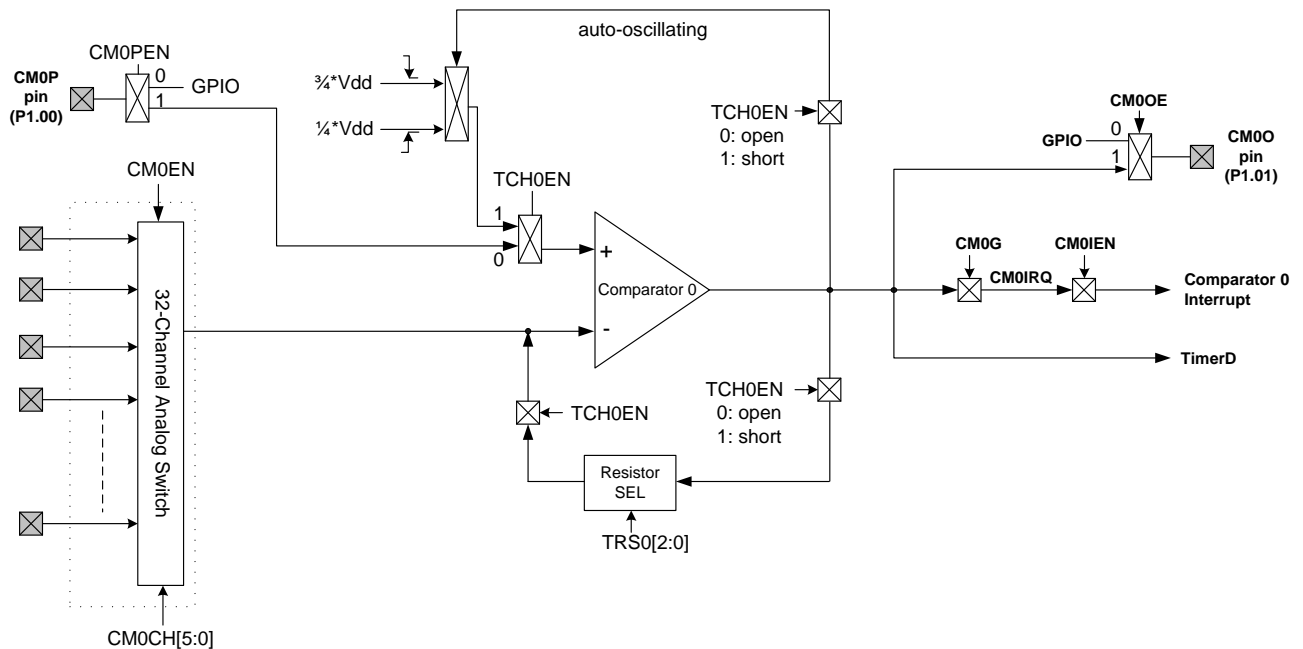 auto-oscillating
CM0PEN
CM0P
pin
(P1.00)
0
1
GPIO
¾*Vdd
¼*Vdd
TCH0EN
0: open
1: short
CM0OE
GPIO
0
1
CM0O
pin
(P1.01)
CM0EN
TCH0EN
1
0
+
-
Comparator 0
32-Channel Analog Switch
CM0G
CM0IRQ
CM0IEN
Comparator 0
Interrupt
TimerD
TCH0EN
TCH0EN
0: open
1: short
Resistor
SEL
TRS0[2:0]
CM0CH[5:0]